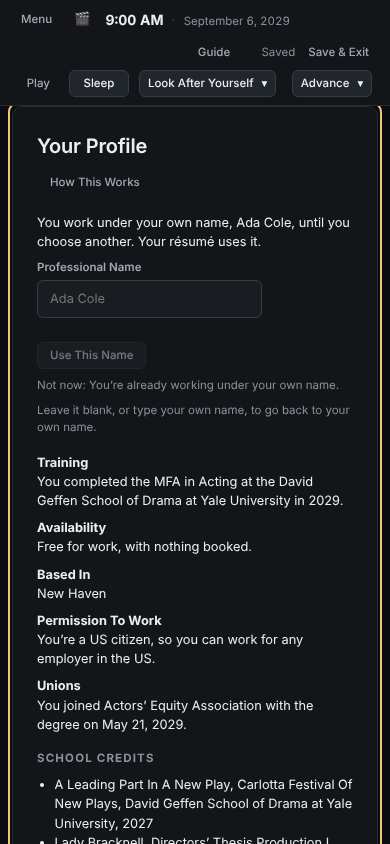 Menu 🎬 9:00 AM · September 6, 2029
Guide Saved Save & Exit
Play Sleep Look After Yourself ▾ Advance ▾
Your Profile
How This Works
You work under your own name, Ada Cole, until you
choose another. Your résumé uses it.
Professional Name
Ada Cole
Use This Name
Not now: You’re already working under your own name.
Leave it blank, or type your own name, to go back to your
own name.
Training
You completed the MFA in Acting at the David
Geffen School of Drama at Yale University in 2029.
Availability
Free for work, with nothing booked.
Based In
New Haven
Permission To Work
You’re a US citizen, so you can work for any
employer in the US.
Unions
You joined Actors’ Equity Association with the
degree on May 21, 2029.
SCHOOL CREDITS
• A Leading Part In A New Play, Carlotta Festival Of
New Plays, David Geffen School of Drama at Yale
University, 2027
• Lady Bracknell, Directors’ Thesis Production I,